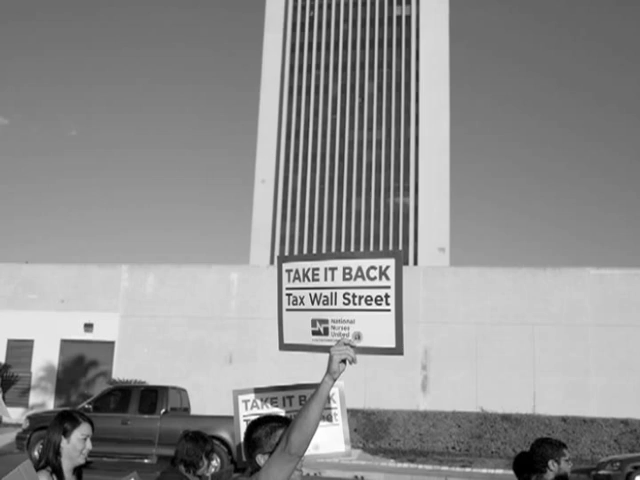 TAKE IT BACK
Tax Wall Street
National
Nurses
United
TAKE IT